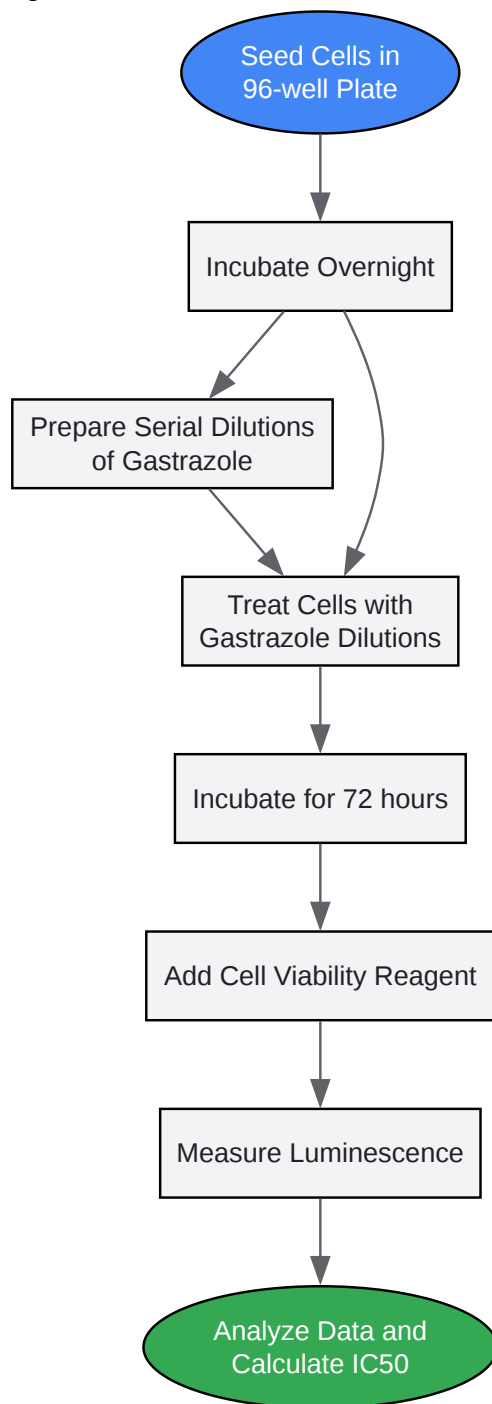 Seed Cells in
96-well Plate
Incubate Overnight
Prepare Serial Dilutions
of Gastrazole
Treat Cells with
Gastrazole Dilutions
Incubate for 72 hours
Add Cell Viability Reagent
Measure Luminescence
Analyze Data and
Calculate IC50